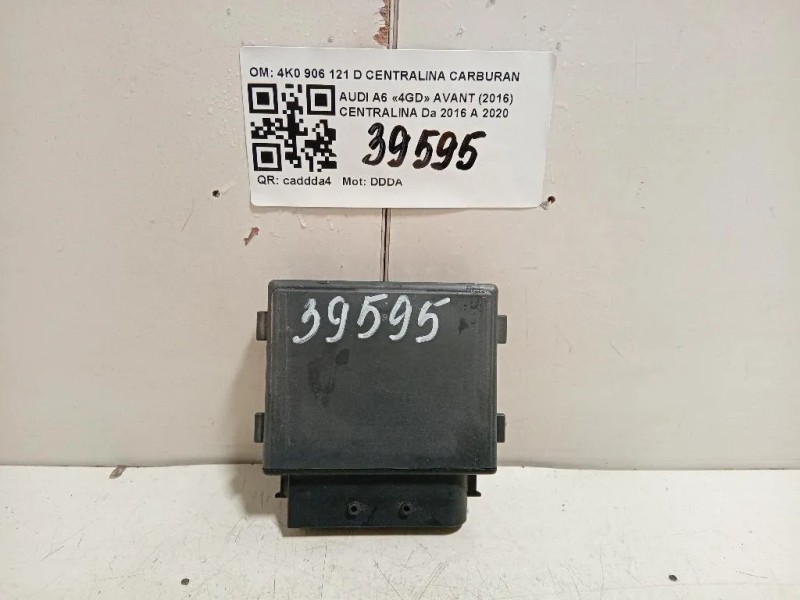 OM: 4K0 906 121 D CENTRALINA CARBURAN
AUDI A6 «4GD» AVANT (2016)
CENTRALINA Da 2016 A 2020
39595
QR: caddda4 Mot: DDDA
39595